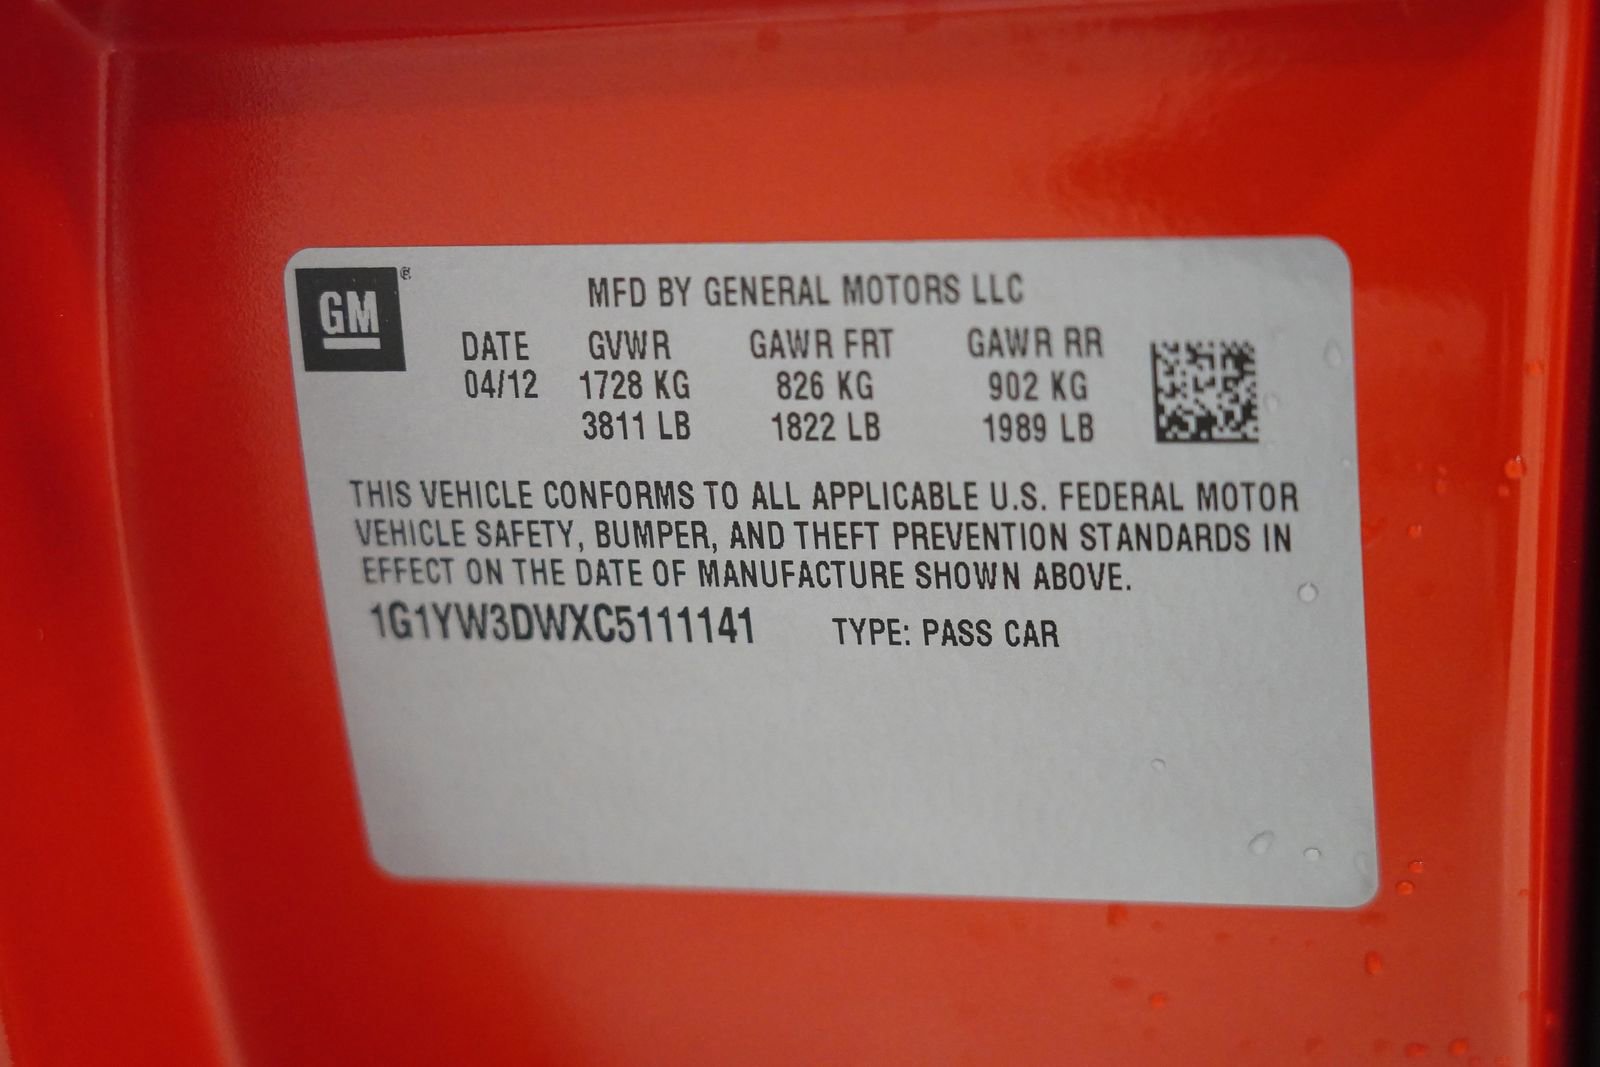 GM®
MFD BY GENERAL MOTORS LLC
DATE GVWR GAWR FRT GAWR RR
04/12 1728 KG 826 KG 902 KG
3811 LB 1822 LB 1989 LB
THIS VEHICLE CONFORMS TO ALL APPLICABLE U.S. FEDERAL MOTOR
VEHICLE SAFETY, BUMPER, AND THEFT PREVENTION STANDARDS IN
EFFECT ON THE DATE OF MANUFACTURE SHOWN ABOVE.
1G1YW3DWXC5111141 TYPE: PASS CAR